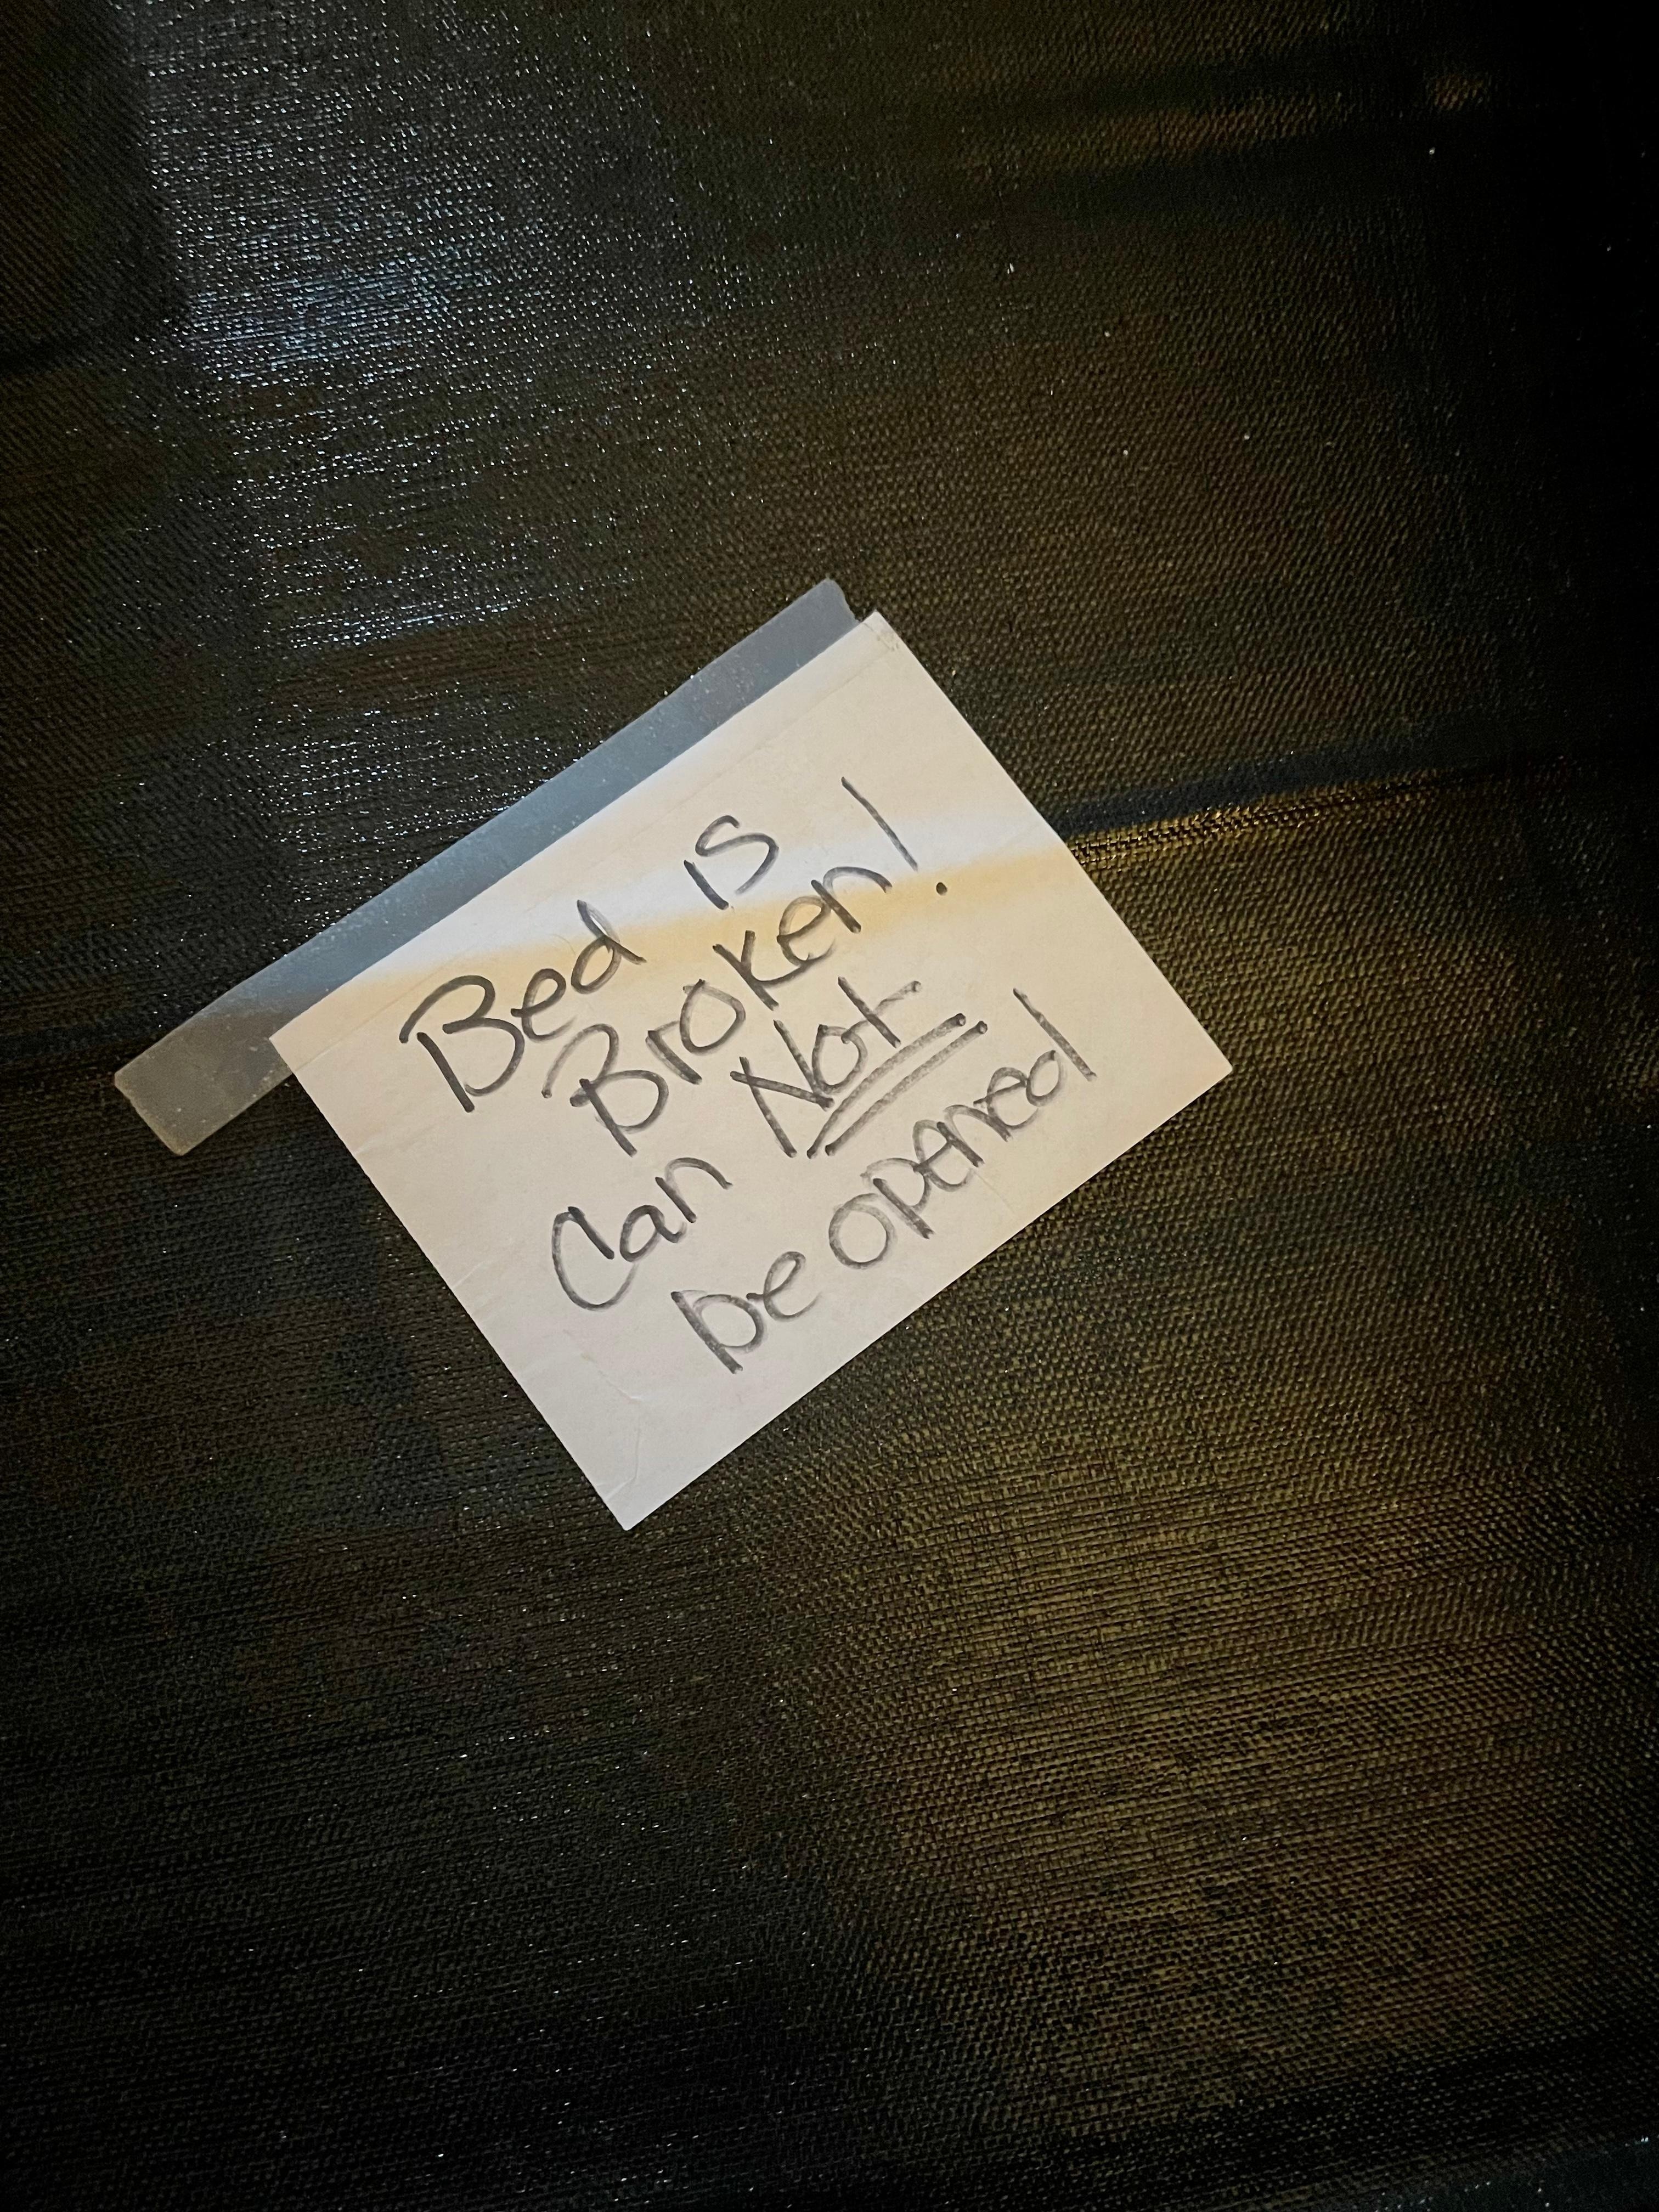 Bed is
Broken!
Can Not
be opened